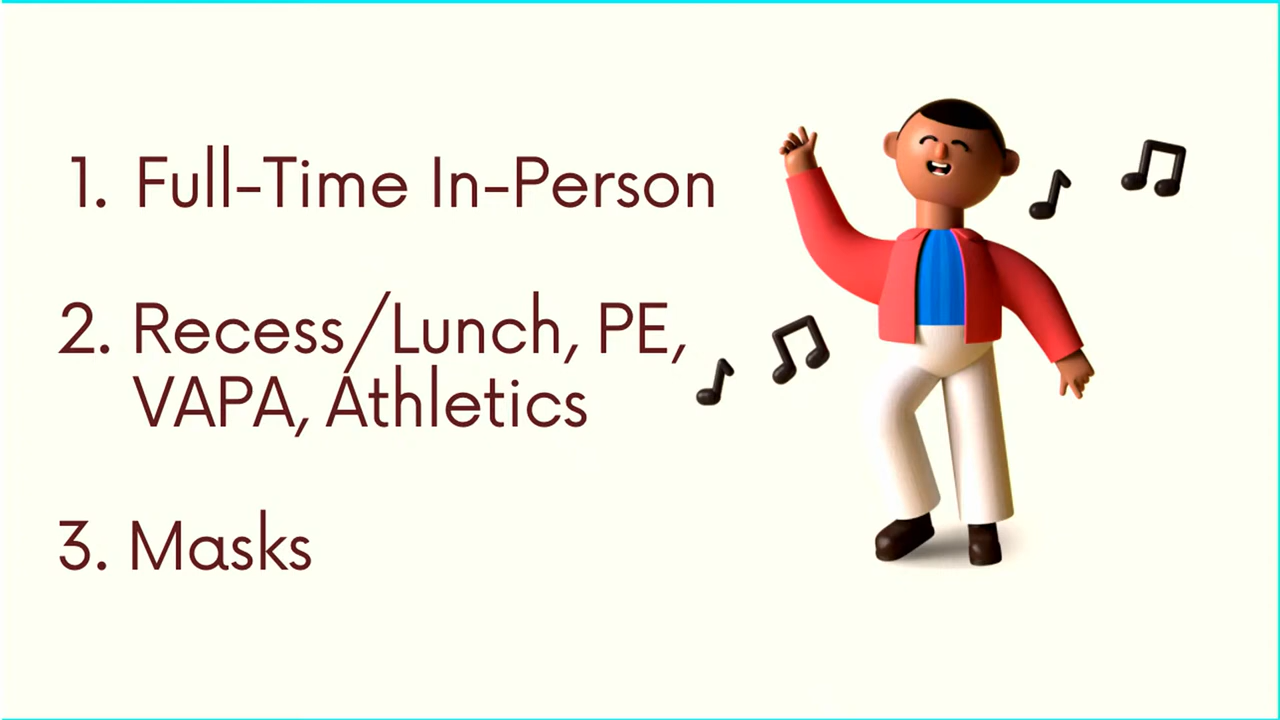 1. Full-Time In-Person
2. Recess/Lunch, PE,
VAPA, Athletics
3. Masks